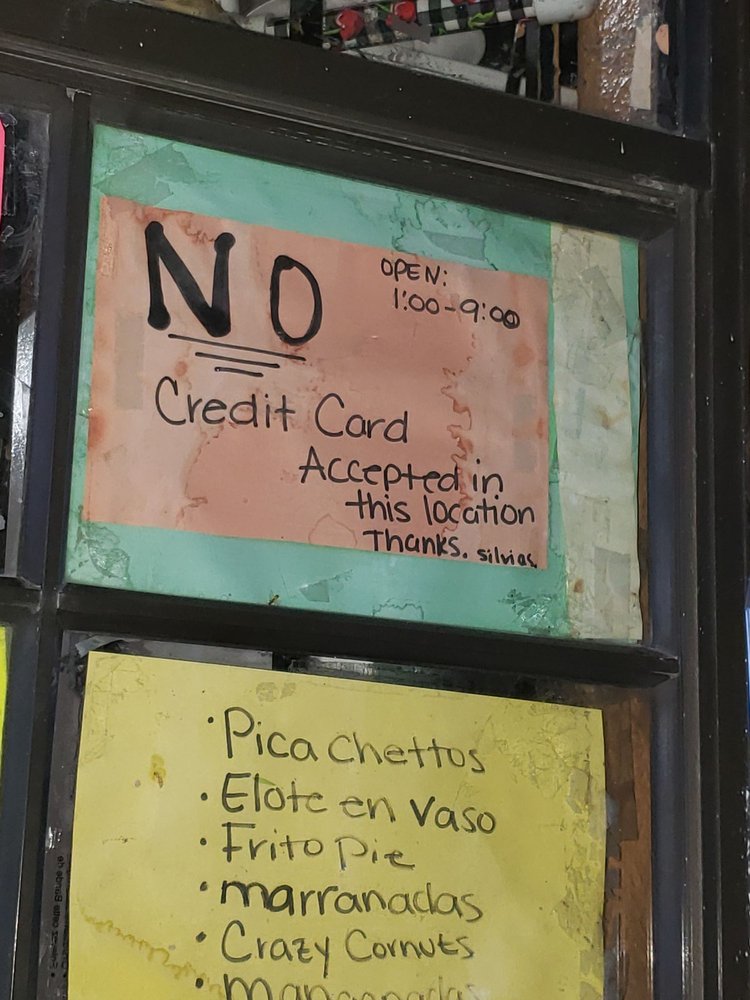 NO
OPEN:
1:00-9:00
Credit Card
Accepted in
this location
Thanks. silvias.
• Pica chettos
• Elote en vaso
• Frito pie
• marranadas
• Crazy Cornuts
• mangonadas